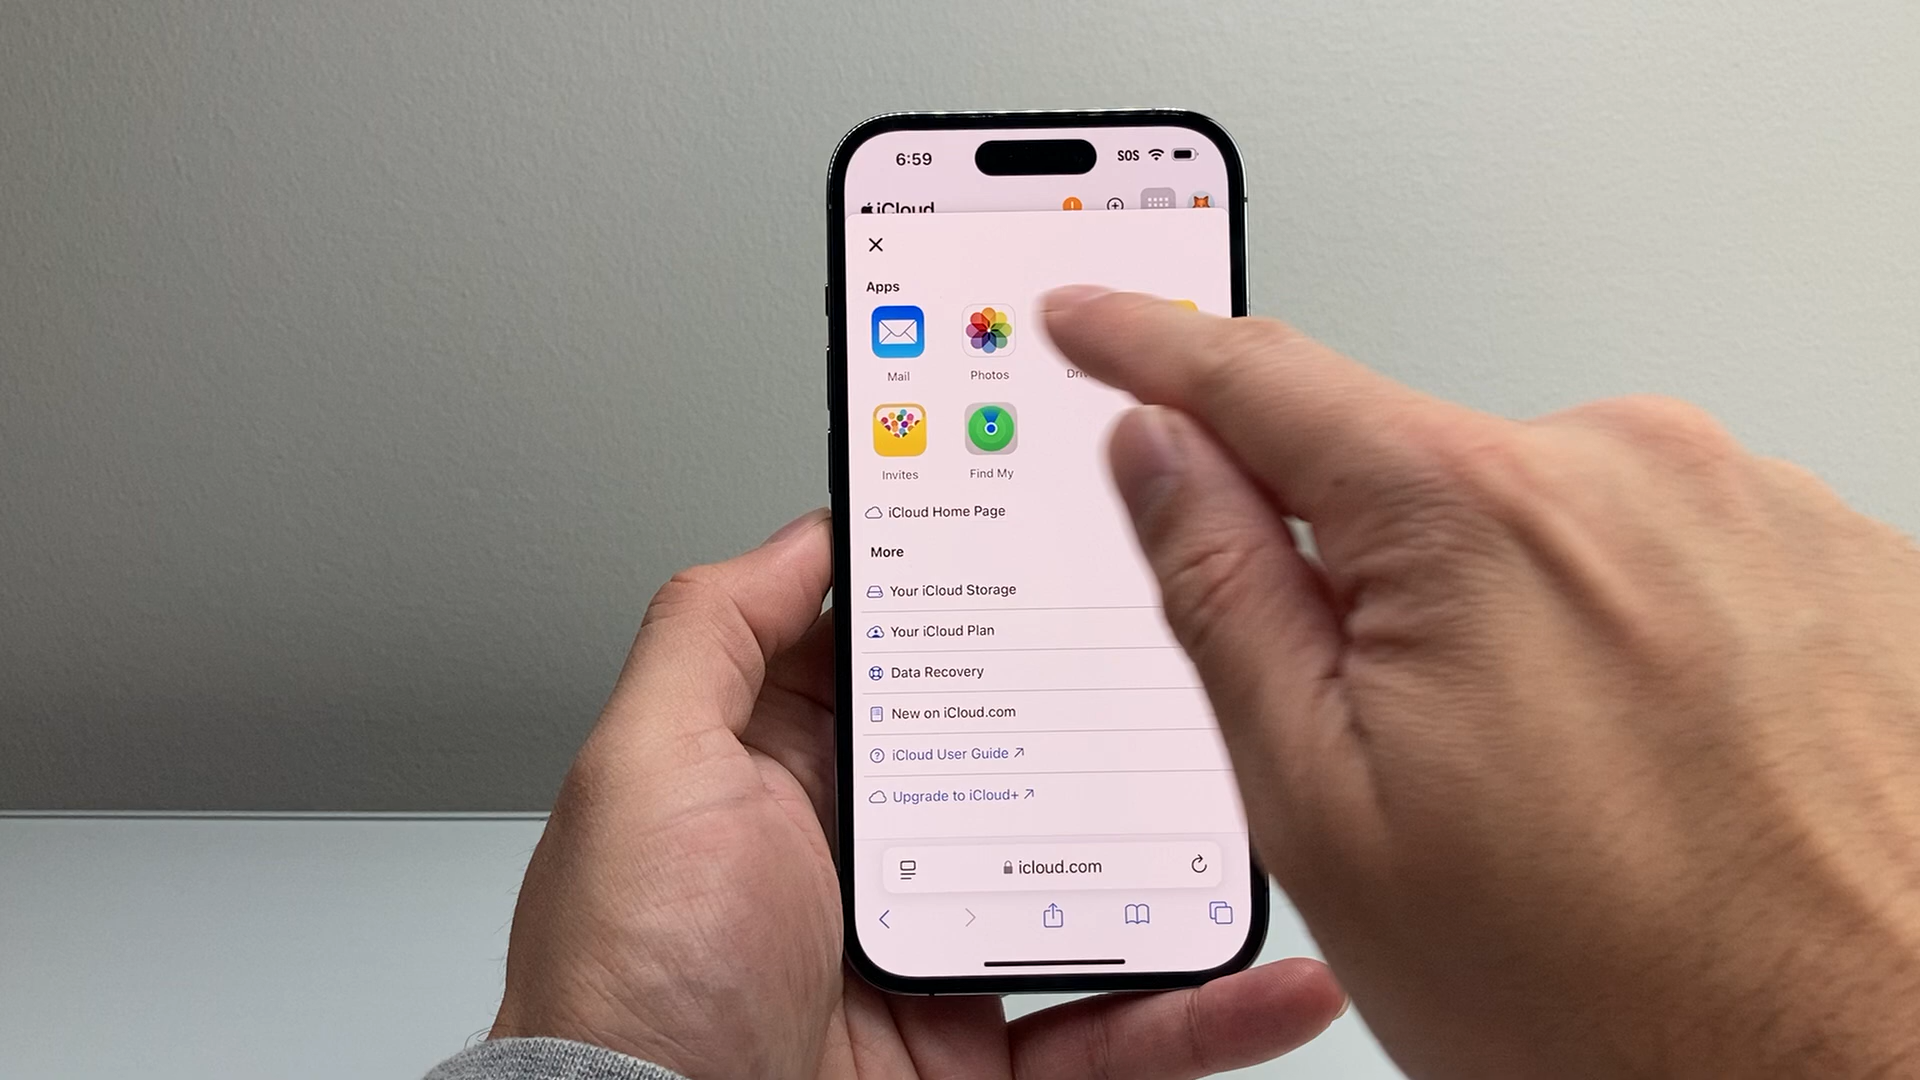 6:59 SOS
iCloud
Apps
Mail Photos
Invites Find My
iCloud Home Page
More
Your iCloud Storage
Your iCloud Plan
Data Recovery
New on iCloud.com
iCloud User Guide ↗
Upgrade to iCloud+ ↗
icloud.com